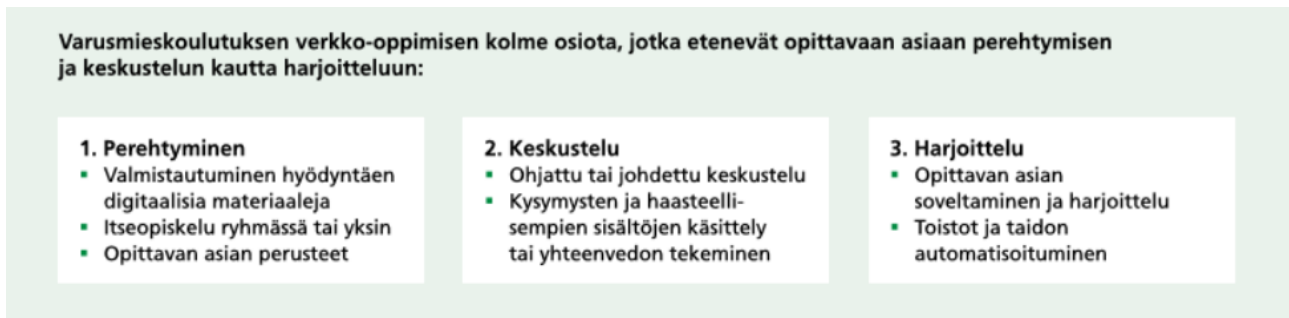 Varusmieskoulutuksen verkko-oppimisen kolme osiota, jotka etenevät opittavaan asiaan perehtymisen
ja keskustelun kautta harjoitteluun:
1. Perehtyminen
▪ Valmistautuminen hyödyntäen
digitaalisia materiaaleja
▪ Itseopiskelu ryhmässä tai yksin
▪ Opittavan asian perusteet
2. Keskustelu
▪ Ohjattu tai johdettu keskustelu
▪ Kysymysten ja haasteelli-
sempien sisältöjen käsittely
tai yhteenvedon tekeminen
3. Harjoittelu
▪ Opittavan asian
soveltaminen ja harjoittelu
▪ Toistot ja taidon
automatisoituminen